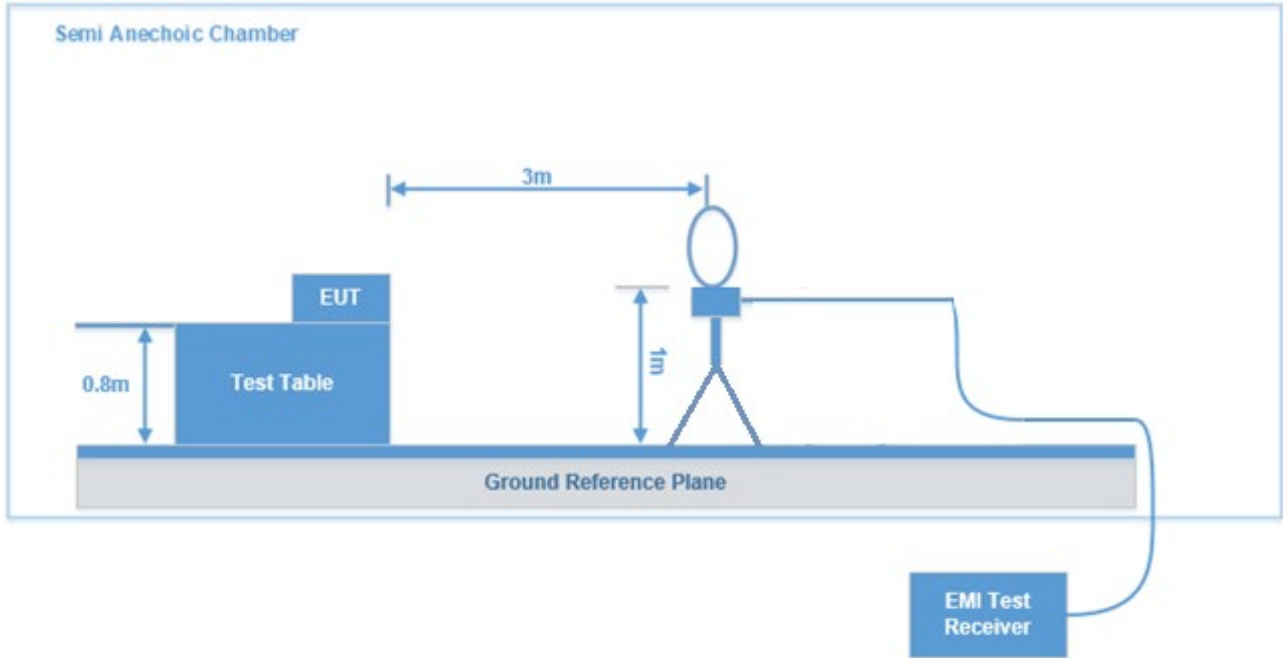 Semi Anechoic Chamber
3m
EUT
0.8m
Test Table
1m
Ground Reference Plane
EMI Test
Receiver